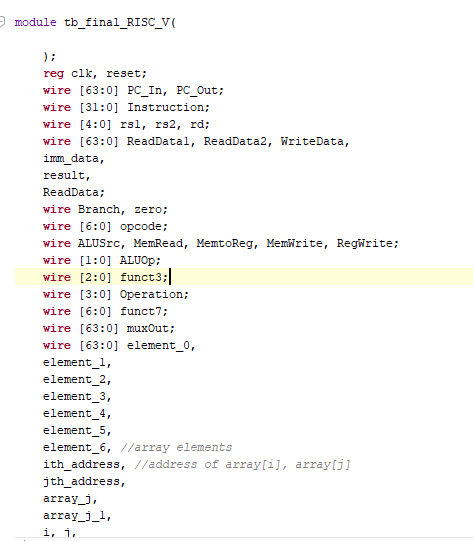 module tb_final_RISC_V(
);
reg clk, reset;
wire [63:0] PC_In, PC_Out;
wire [31:0] Instruction;
wire [4:0] rs1, rs2, rd;
wire [63:0] ReadData1, ReadData2, WriteData,
imm_data,
result,
ReadData;
wire Branch, zero;
wire [6:0] opcode;
wire ALUSrc, MemRead, MemtoReg, MemWrite, RegWrite;
wire [1:0] ALUOp;
wire [2:0] funct3;
wire [3:0] Operation;
wire [6:0] funct7;
wire [63:0] muxOut;
wire [63:0] element_0,
element_1,
element_2,
element_3,
element_4,
element_5,
element_6, //array elements
ith_address, //address of array[i], array[j]
jth_address,
array_j,
array_j_1,
i, j,